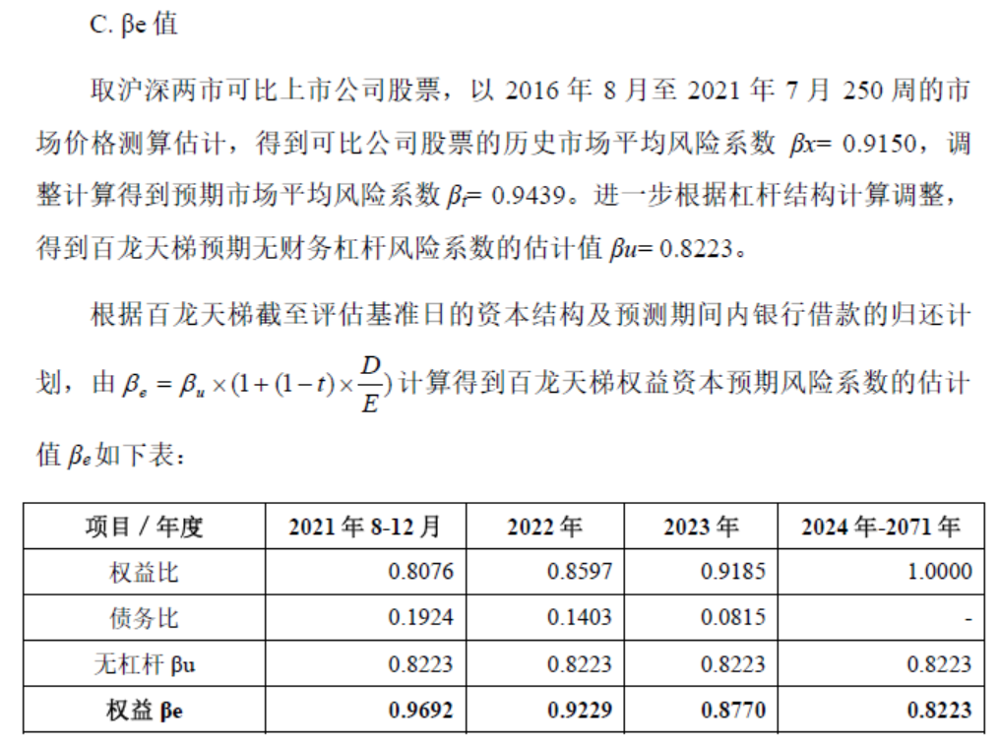 C. βe 值
取沪深两市可比上市公司股票，以 2016 年 8 月至 2021 年 7 月 250 周的市
场价格测算估计，得到可比公司股票的历史市场平均风险系数 βx= 0.9150，调
整计算得到预期市场平均风险系数 βt= 0.9439。进一步根据杠杆结构计算调整，
得到百龙天梯预期无财务杠杆风险系数的估计值 βu= 0.8223。
根据百龙天梯截至评估基准日的资本结构及预测期间内银行借款的归还计
划，由 βe = βu × (1 + (1 − t) × D/E) 计算得到百龙天梯权益资本预期风险系数的估计
值 βe 如下表：
项目 / 年度 2021 年 8-12 月 2022 年 2023 年 2024 年-2071 年
权益比 0.8076 0.8597 0.9185 1.0000
债务比 0.1924 0.1403 0.0815 -
无杠杆 βu 0.8223 0.8223 0.8223 0.8223
权益 βe 0.9692 0.9229 0.8770 0.8223